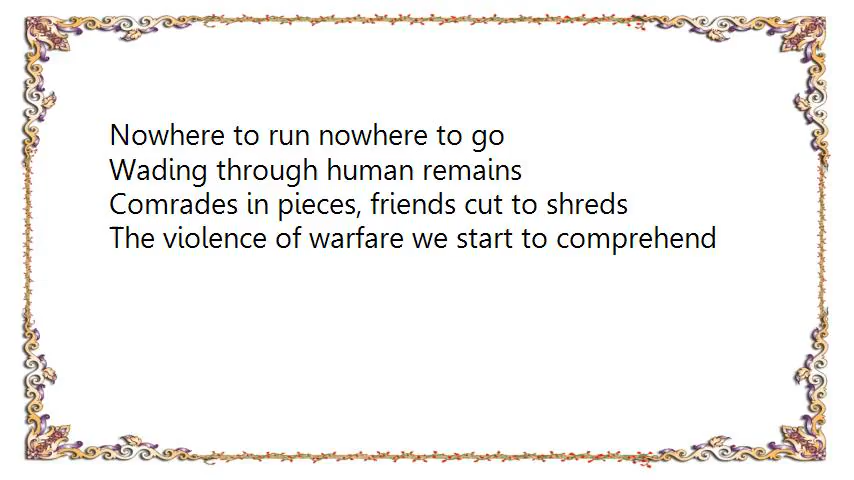 Nowhere to run nowhere to go
Wading through human remains
Comrades in pieces, friends cut to shreds
The violence of warfare we start to comprehend